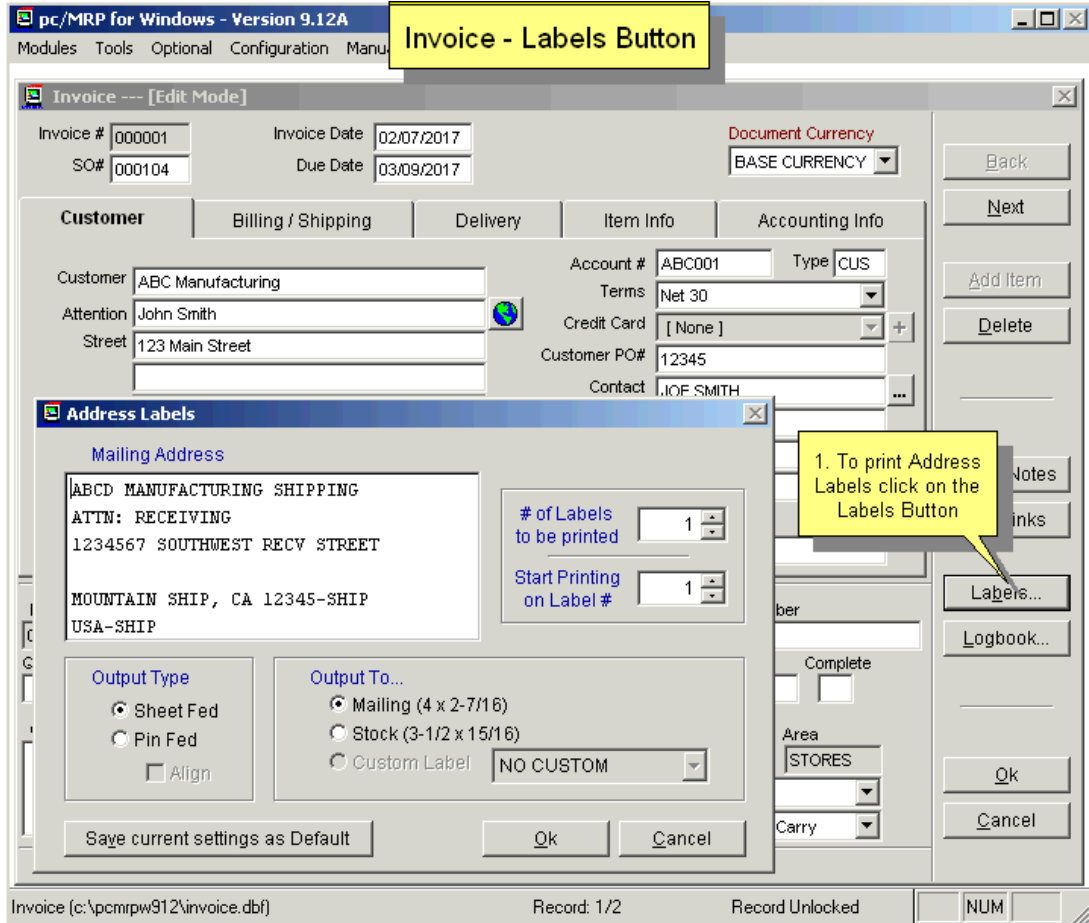 pc/MRP for Windows - Version 9.12A
Invoice - Labels Button
Modules Tools Optional Configuration
Invoice --- [Edit Mode]
Invoice # 000001 Invoice Date 02/07/2017 Document Currency
SO# 000104 Due Date 03/09/2017 BASE CURRENCY
Back
Next
Customer Billing / Shipping Delivery Item Info Accounting Info
Customer ABC Manufacturing Account # ABC001 Type CUS
Attention John Smith Terms Net 30
Street 123 Main Street Credit Card [ None ] +
Customer PO# 12345
Contact JOE SMITH ...
Add Item
Delete
Address Labels
Mailing Address
ABCD MANUFACTURING SHIPPING
ATTN: RECEIVING
1234567 SOUTHWEST RECV STREET
MOUNTAIN SHIP, CA 12345-SHIP
USA-SHIP
# of Labels
to be printed 1
Start Printing
on Label # 1
Output Type
Sheet Fed
Pin Fed
Align
Output To...
Mailing (4 x 2-7/16)
Stock (3-1/2 x 15/16)
Custom Label NO CUSTOM
Save current settings as Default Ok Cancel
1. To print Address
Labels click on the
Labels Button
Notes
Labels...
Logbook...
Complete
Area
STORES
Carry
Ok
Cancel
Invoice (c:\pcmrpw912\invoice.dbf) Record: 1/2 Record Unlocked NUM